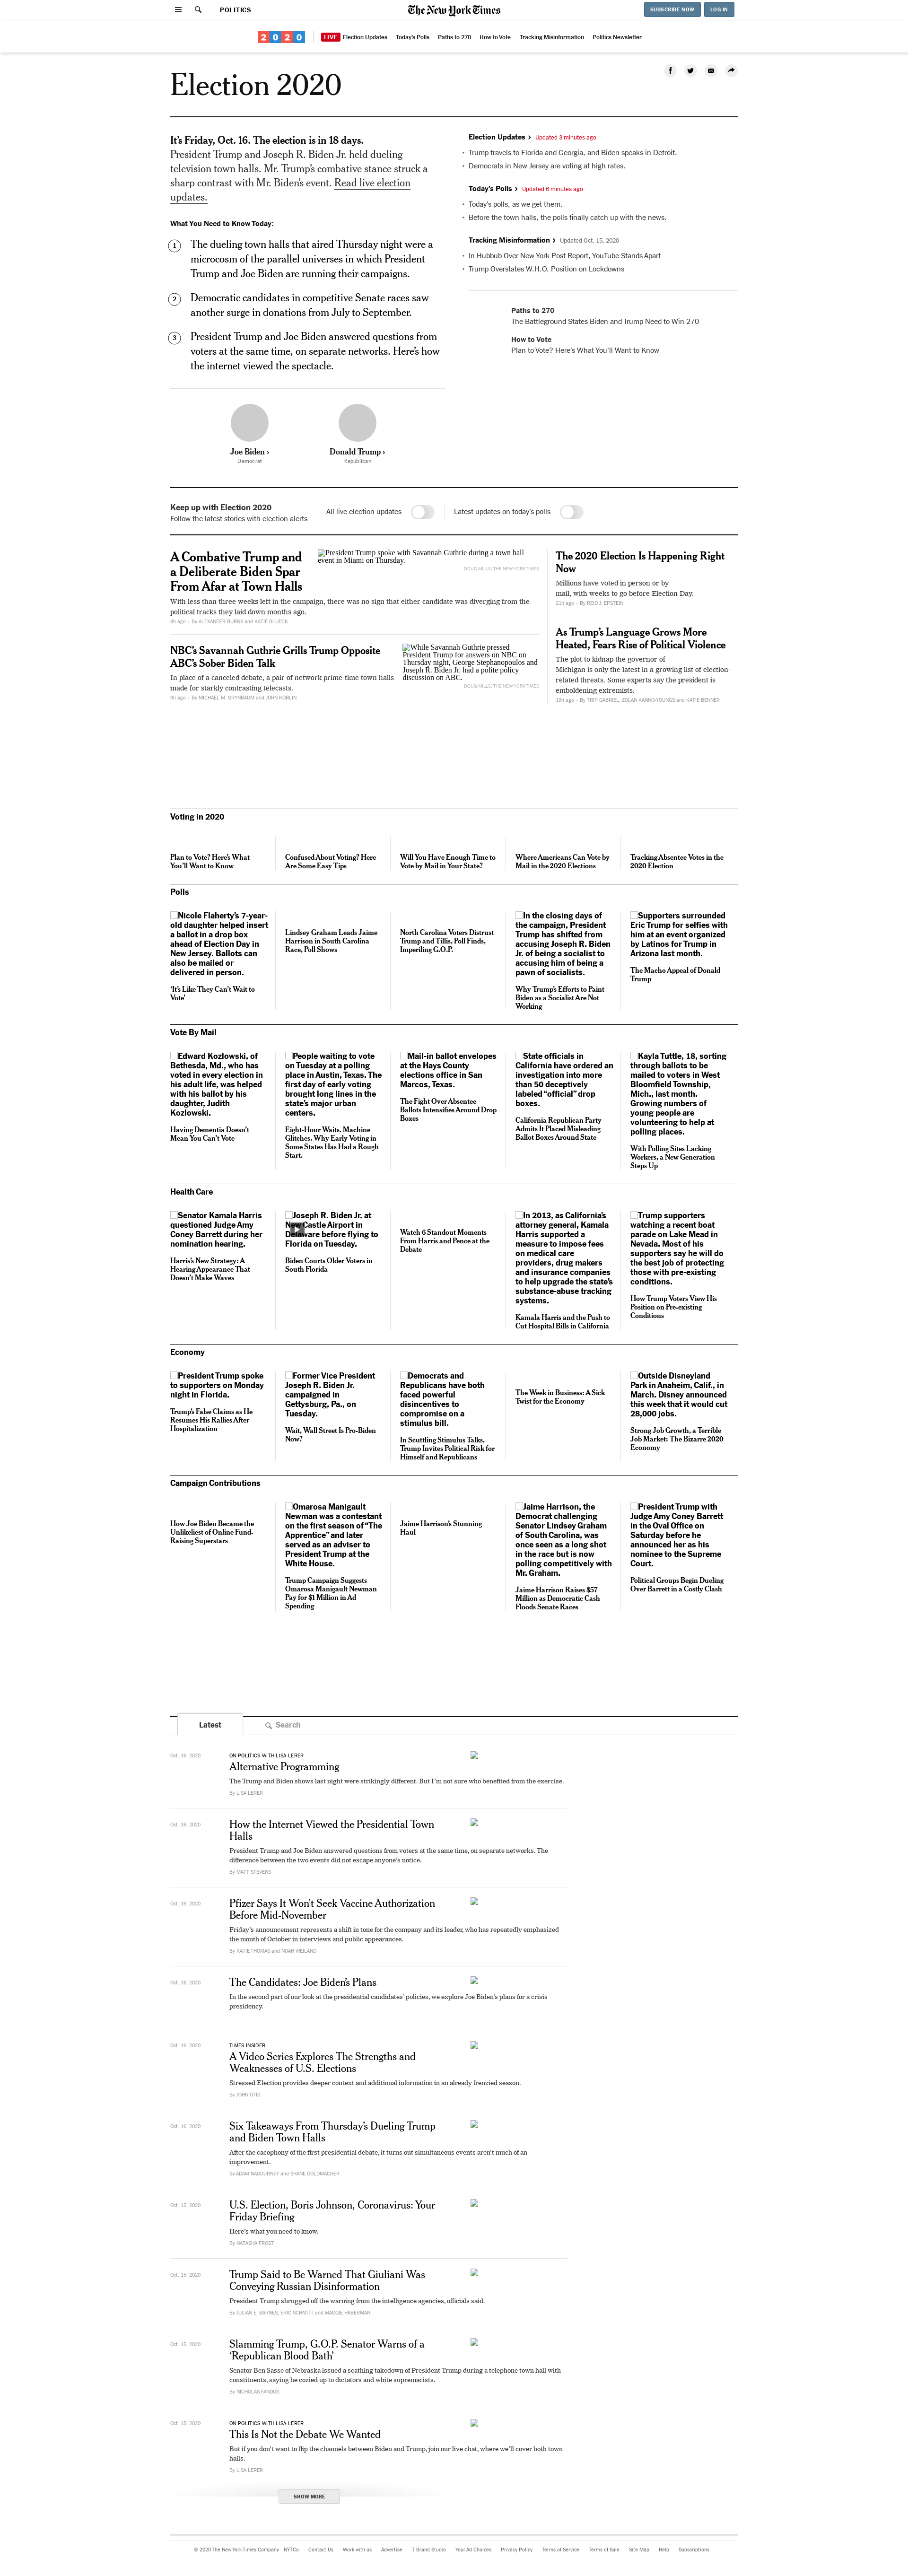 POLITICS
The New York Times
SUBSCRIBE NOW
LOG IN
2020
LIVE Election Updates
Today's Polls
Paths to 270
How to Vote
Tracking Misinformation
Politics Newsletter
Election 2020
It's Friday, Oct. 16. The election is in 18 days.
President Trump and Joseph R. Biden Jr. held dueling
television town halls. Mr. Trump's combative stance struck a
sharp contrast with Mr. Biden's event. Read live election
updates.
What You Need to Know Today:
1
The dueling town halls that aired Thursday night were a
microcosm of the parallel universes in which President
Trump and Joe Biden are running their campaigns.
2
Democratic candidates in competitive Senate races saw
another surge in donations from July to September.
3
President Trump and Joe Biden answered questions from
voters at the same time, on separate networks. Here's how
the internet viewed the spectacle.
Joe Biden ›
Democrat
Donald Trump ›
Republican
Election Updates › Updated 3 minutes ago
• Trump travels to Florida and Georgia, and Biden speaks in Detroit.
• Democrats in New Jersey are voting at high rates.
Today's Polls › Updated 6 minutes ago
• Today's polls, as we get them.
• Before the town halls, the polls finally catch up with the news.
Tracking Misinformation › Updated Oct. 15, 2020
• In Hubbub Over New York Post Report, YouTube Stands Apart
• Trump Overstates W.H.O. Position on Lockdowns
Paths to 270
The Battleground States Biden and Trump Need to Win 270
How to Vote
Plan to Vote? Here's What You'll Want to Know
Keep up with Election 2020
Follow the latest stories with election alerts
All live election updates
Latest updates on today's polls
A Combative Trump and
a Deliberate Biden Spar
From Afar at Town Halls
President Trump spoke with Savannah Guthrie during a town hall
event in Miami on Thursday.
DOUG MILLS/THE NEW YORK TIMES
With less than three weeks left in the campaign, there was no sign that either candidate was diverging from the
political tracks they laid down months ago.
8h ago · By ALEXANDER BURNS and KATIE GLUECK
NBC's Savannah Guthrie Grills Trump Opposite
ABC's Sober Biden Talk
In place of a canceled debate, a pair of network prime-time town halls
made for starkly contrasting telecasts.
9h ago · By MICHAEL M. GRYNBAUM and JOHN KOBLIN
While Savannah Guthrie pressed
President Trump for answers on NBC on
Thursday night, George Stephanopoulos and
Joseph R. Biden Jr. had a polite policy
discussion on ABC.
DOUG MILLS/THE NEW YORK TIMES
The 2020 Election Is Happening Right
Now
Millions have voted in person or by
mail, with weeks to go before Election Day.
21h ago · By REID J. EPSTEIN
As Trump's Language Grows More
Heated, Fears Rise of Political Violence
The plot to kidnap the governor of
Michigan is only the latest in a growing list of election-
related threats. Some experts say the president is
emboldening extremists.
19h ago · By TRIP GABRIEL, ZOLAN KANNO-YOUNGS and KATIE BENNER
Voting in 2020
Plan to Vote? Here's What
You'll Want to Know
Confused About Voting? Here
Are Some Easy Tips
Will You Have Enough Time to
Vote by Mail in Your State?
Where Americans Can Vote by
Mail in the 2020 Elections
Tracking Absentee Votes in the
2020 Election
Polls
Nicole Flaherty's 7-year-
old daughter helped insert
a ballot in a drop box
ahead of Election Day in
New Jersey. Ballots can
also be mailed or
delivered in person.
'It's Like They Can't Wait to
Vote'
Lindsey Graham Leads Jaime
Harrison in South Carolina
Race, Poll Shows
North Carolina Voters Distrust
Trump and Tillis, Poll Finds,
Imperiling G.O.P.
In the closing days of
the campaign, President
Trump has shifted from
accusing Joseph R. Biden
Jr. of being a socialist to
accusing him of being a
pawn of socialists.
Why Trump's Efforts to Paint
Biden as a Socialist Are Not
Working
Supporters surrounded
Eric Trump for selfies with
him at an event organized
by Latinos for Trump in
Arizona last month.
The Macho Appeal of Donald
Trump
Vote By Mail
Edward Kozlowski, of
Bethesda, Md., who has
voted in every election in
his adult life, was helped
with his ballot by his
daughter, Judith
Kozlowski.
Having Dementia Doesn't
Mean You Can't Vote
People waiting to vote
on Tuesday at a polling
place in Austin, Texas. The
first day of early voting
brought long lines in the
state's major urban
centers.
Eight-Hour Waits. Machine
Glitches. Why Early Voting in
Some States Has Had a Rough
Start.
Mail-in ballot envelopes
at the Hays County
elections office in San
Marcos, Texas.
The Fight Over Absentee
Ballots Intensifies Around Drop
Boxes
State officials in
California have ordered an
investigation into more
than 50 deceptively
labeled "official" drop
boxes.
California Republican Party
Admits It Placed Misleading
Ballot Boxes Around State
Kayla Tuttle, 18, sorting
through ballots to be
mailed to voters in West
Bloomfield Township,
Mich., last month.
Growing numbers of
young people are
volunteering to help at
polling places.
With Polling Sites Lacking
Workers, a New Generation
Steps Up
Health Care
Senator Kamala Harris
questioned Judge Amy
Coney Barrett during her
nomination hearing.
Harris's New Strategy: A
Hearing Appearance That
Doesn't Make Waves
Joseph R. Biden Jr. at
Castle Airport in
ware before flying to
Florida on Tuesday.
Biden Courts Older Voters in
South Florida
Watch 6 Standout Moments
From Harris and Pence at the
Debate
In 2013, as California's
attorney general, Kamala
Harris supported a
measure to impose fees
on medical care
providers, drug makers
and insurance companies
to help upgrade the state's
substance-abuse tracking
systems.
Kamala Harris and the Push to
Cut Hospital Bills in California
Trump supporters
watching a recent boat
parade on Lake Mead in
Nevada. Most of his
supporters say he will do
the best job of protecting
those with pre-existing
conditions.
How Trump Voters View His
Position on Pre-existing
Conditions
Economy
President Trump spoke
to supporters on Monday
night in Florida.
Trump's False Claims as He
Resumes His Rallies After
Hospitalization
Former Vice President
Joseph R. Biden Jr.
campaigned in
Gettysburg, Pa., on
Tuesday.
Wait, Wall Street Is Pro-Biden
Now?
Democrats and
Republicans have both
faced powerful
disincentives to
compromise on a
stimulus bill.
In Scuttling Stimulus Talks,
Trump Invites Political Risk for
Himself and Republicans
The Week in Business: A Sick
Twist for the Economy
Outside Disneyland
Park in Anaheim, Calif., in
March. Disney announced
this week that it would cut
28,000 jobs.
Strong Job Growth, a Terrible
Job Market: The Bizarre 2020
Economy
Campaign Contributions
How Joe Biden Became the
Unlikeliest of Online Fund-
Raising Superstars
Omarosa Manigault
Newman was a contestant
on the first season of "The
Apprentice" and later
served as an adviser to
President Trump at the
White House.
Trump Campaign Suggests
Omarosa Manigault Newman
Pay for $1 Million in Ad
Spending
Jaime Harrison's Stunning
Haul
Jaime Harrison, the
Democrat challenging
Senator Lindsey Graham
of South Carolina, was
once seen as a long shot
in the race but is now
polling competitively with
Mr. Graham.
Jaime Harrison Raises $57
Million as Democratic Cash
Floods Senate Races
President Trump with
Judge Amy Coney Barrett
in the Oval Office on
Saturday before he
announced her as his
nominee to the Supreme
Court.
Political Groups Begin Dueling
Over Barrett in a Costly Clash
Latest
Search
Oct. 16, 2020
ON POLITICS WITH LISA LERER
Alternative Programming
The Trump and Biden shows last night were strikingly different. But I'm not sure who benefited from the exercise.
By LISA LERER
Oct. 16, 2020
How the Internet Viewed the Presidential Town
Halls
President Trump and Joe Biden answered questions from voters at the same time, on separate networks. The
difference between the two events did not escape anyone's notice.
By MATT STEVENS
Oct. 16, 2020
Pfizer Says It Won't Seek Vaccine Authorization
Before Mid-November
Friday's announcement represents a shift in tone for the company and its leader, who has repeatedly emphasized
the month of October in interviews and public appearances.
By KATIE THOMAS and NOAH WEILAND
Oct. 16, 2020
The Candidates: Joe Biden's Plans
In the second part of our look at the presidential candidates' policies, we explore Joe Biden's plans for a crisis
presidency.
Oct. 16, 2020
TIMES INSIDER
A Video Series Explores The Strengths and
Weaknesses of U.S. Elections
Stressed Election provides deeper context and additional information in an already frenzied season.
By JOHN OTIS
Oct. 16, 2020
Six Takeaways From Thursday's Dueling Trump
and Biden Town Halls
After the cacophony of the first presidential debate, it turns out simultaneous events aren't much of an
improvement.
By ADAM NAGOURNEY and SHANE GOLDMACHER
Oct. 15, 2020
U.S. Election, Boris Johnson, Coronavirus: Your
Friday Briefing
Here's what you need to know.
By NATASHA FROST
Oct. 15, 2020
Trump Said to Be Warned That Giuliani Was
Conveying Russian Disinformation
President Trump shrugged off the warning from the intelligence agencies, officials said.
By JULIAN E. BARNES, ERIC SCHMITT and MAGGIE HABERMAN
Oct. 15, 2020
Slamming Trump, G.O.P. Senator Warns of a
'Republican Blood Bath'
Senator Ben Sasse of Nebraska issued a scathing takedown of President Trump during a telephone town hall with
constituents, saying he cozied up to dictators and white supremacists.
By NICHOLAS FANDOS
Oct. 15, 2020
ON POLITICS WITH LISA LERER
This Is Not the Debate We Wanted
But if you don't want to flip the channels between Biden and Trump, join our live chat, where we'll cover both town
halls.
By LISA LERER
SHOW MORE
© 2020 The New York Times Company
NYTCo
Contact Us
Work with us
Advertise
T Brand Studio
Your Ad Choices
Privacy Policy
Terms of Service
Terms of Sale
Site Map
Help
Subscriptions